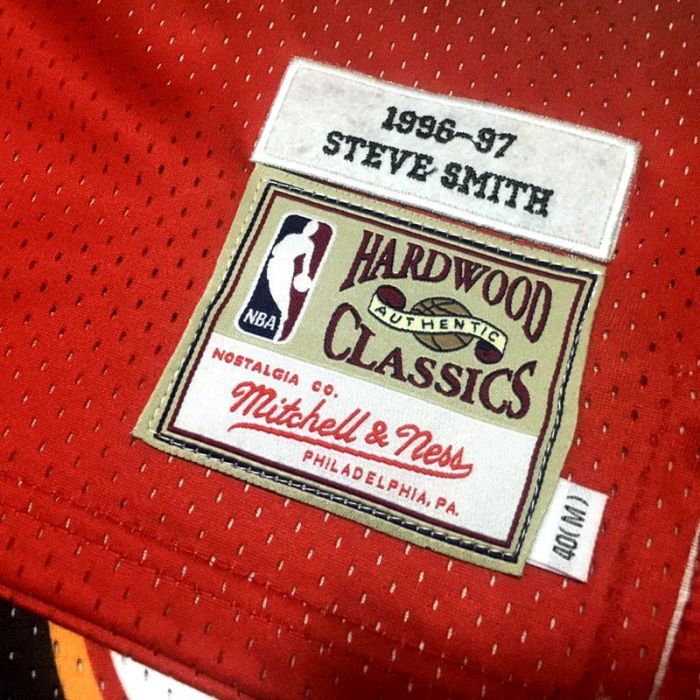 1996-97
STEVE SMITH
NBA
HARDWOOD
AUTHENTIC
CLASSICS
NOSTALGIA CO.
Mitchell & Ness
PHILADELPHIA, PA.
40(M)